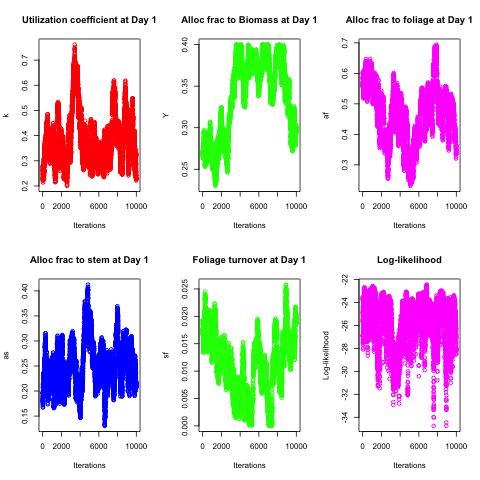 Utilization coefficient at Day 1
k
0.2 0.3 0.4 0.5 0.6 0.7
0 2000 6000 10000
Iterations
Alloc frac to Biomass at Day 1
Y
0.25 0.30 0.35 0.40
0 2000 6000 10000
Iterations
Alloc frac to foliage at Day 1
af
0.3 0.4 0.5 0.6 0.7
0 2000 6000 10000
Iterations
Alloc frac to stem at Day 1
as
0.15 0.20 0.25 0.30 0.35 0.40
0 2000 6000 10000
Iterations
Foliage turnover at Day 1
sf
0.000 0.005 0.010 0.015 0.020 0.025
0 2000 6000 10000
Iterations
Log-likelihood
Log-likelihood
-34 -32 -30 -28 -26 -24 -22
0 2000 6000 10000
Iterations